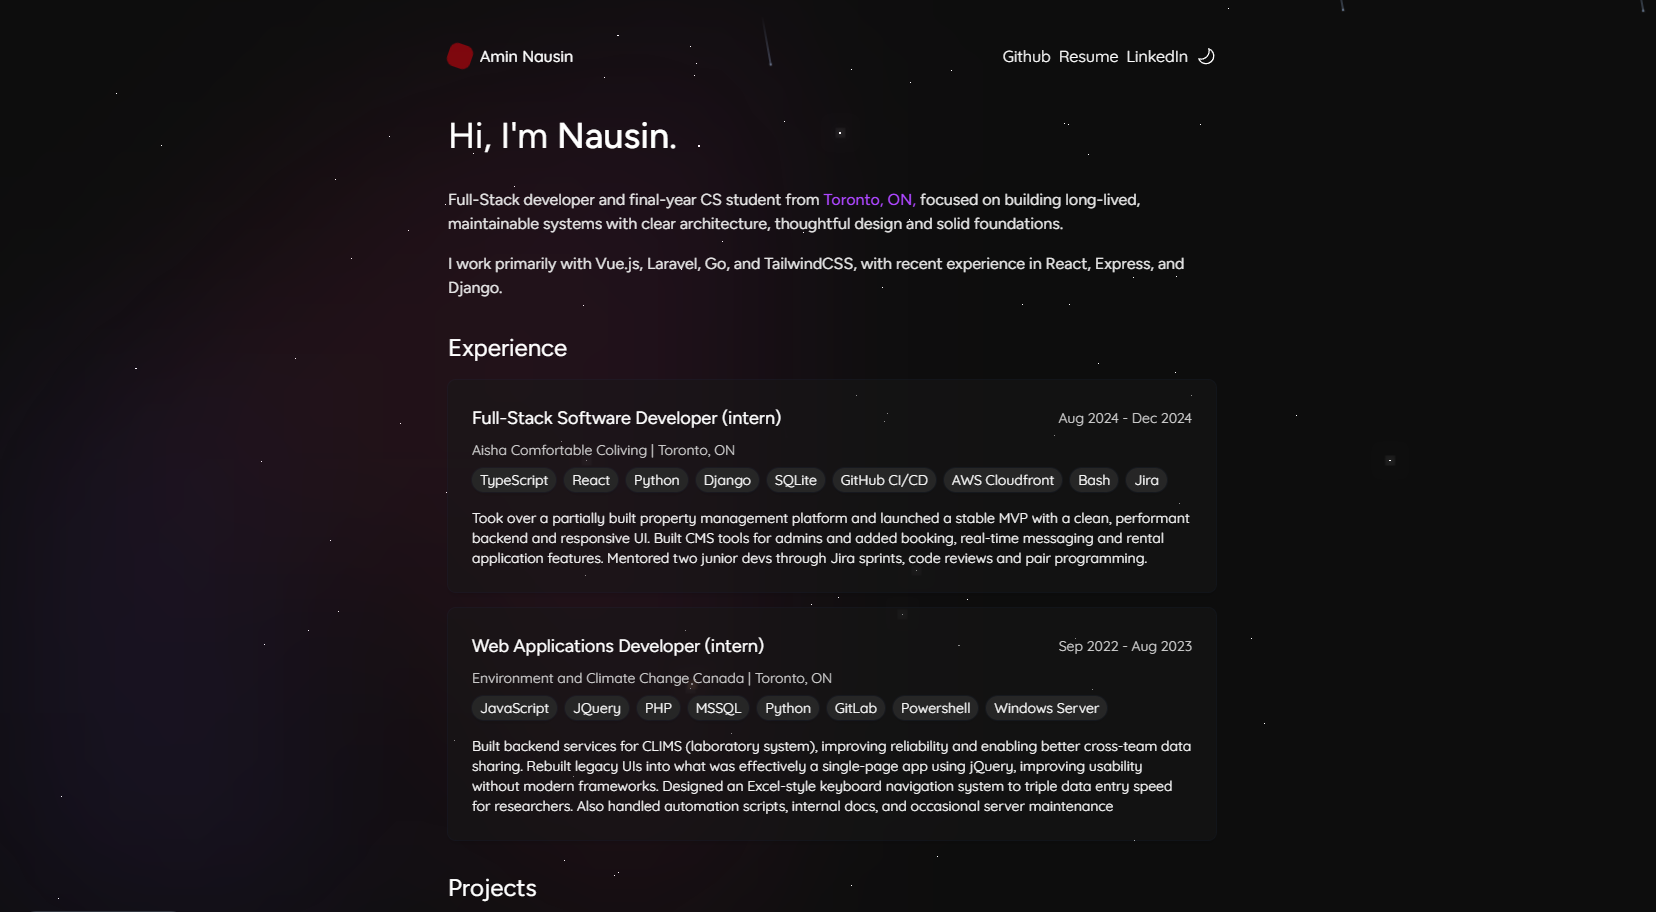 Amin Nausin
Github Resume LinkedIn
Hi, I'm Nausin.
Full-Stack developer and final-year CS student from Toronto, ON, focused on building long-lived,
maintainable systems with clear architecture, thoughtful design and solid foundations.
I work primarily with Vue.js, Laravel, Go, and TailwindCSS, with recent experience in React, Express, and
Django.
Experience
Full-Stack Software Developer (intern)
Aug 2024 - Dec 2024
Aisha Comfortable Coliving | Toronto, ON
TypeScript React Python Django SQLite GitHub CI/CD AWS Cloudfront Bash Jira
Took over a partially built property management platform and launched a stable MVP with a clean, performant
backend and responsive UI. Built CMS tools for admins and added booking, real-time messaging and rental
application features. Mentored two junior devs through Jira sprints, code reviews and pair programming.
Web Applications Developer (intern)
Sep 2022 - Aug 2023
Environment and Climate Change Canada | Toronto, ON
JavaScript JQuery PHP MSSQL Python GitLab Powershell Windows Server
Built backend services for CLIMS (laboratory system), improving reliability and enabling better cross-team data
sharing. Rebuilt legacy UIs into what was effectively a single-page app using jQuery, improving usability
without modern frameworks. Designed an Excel-style keyboard navigation system to triple data entry speed
for researchers. Also handled automation scripts, internal docs, and occasional server maintenance
Projects